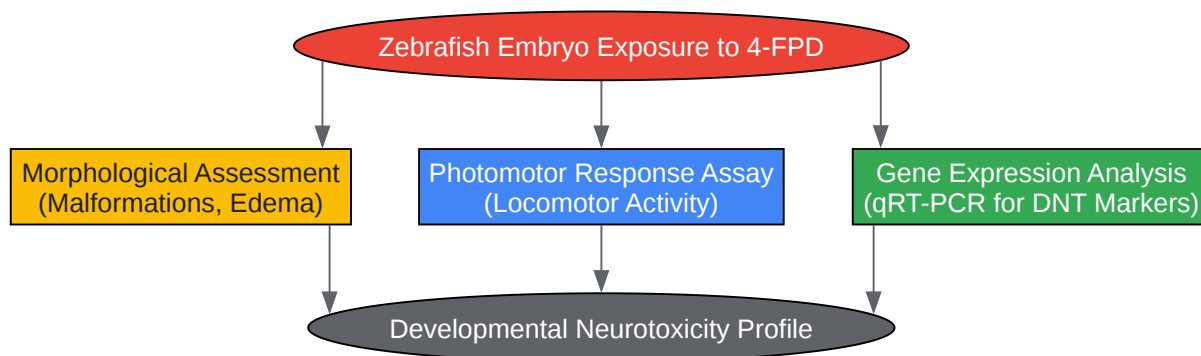 Zebrafish Embryo Exposure to 4-FPD
Morphological Assessment
(Malformations, Edema)
Photomotor Response Assay
(Locomotor Activity)
Gene Expression Analysis
(qRT-PCR for DNT Markers)
Developmental Neurotoxicity Profile